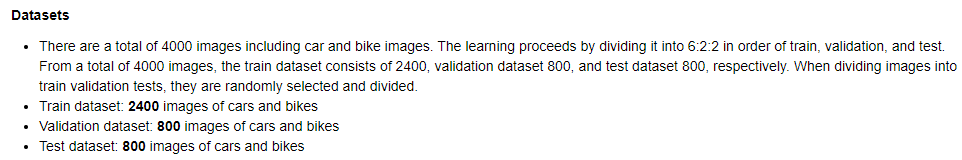 Datasets
There are a total of 4000 images including car and bike images. The learning proceeds by dividing it into 6:2:2 in order of train, validation, and test.
From a total of 4000 images, the train dataset consists of 2400, validation dataset 800, and test dataset 800, respectively. When dividing images into
train validation tests, they are randomly selected and divided.
Train dataset: 2400 images of cars and bikes
Validation dataset: 800 images of cars and bikes
Test dataset: 800 images of cars and bikes